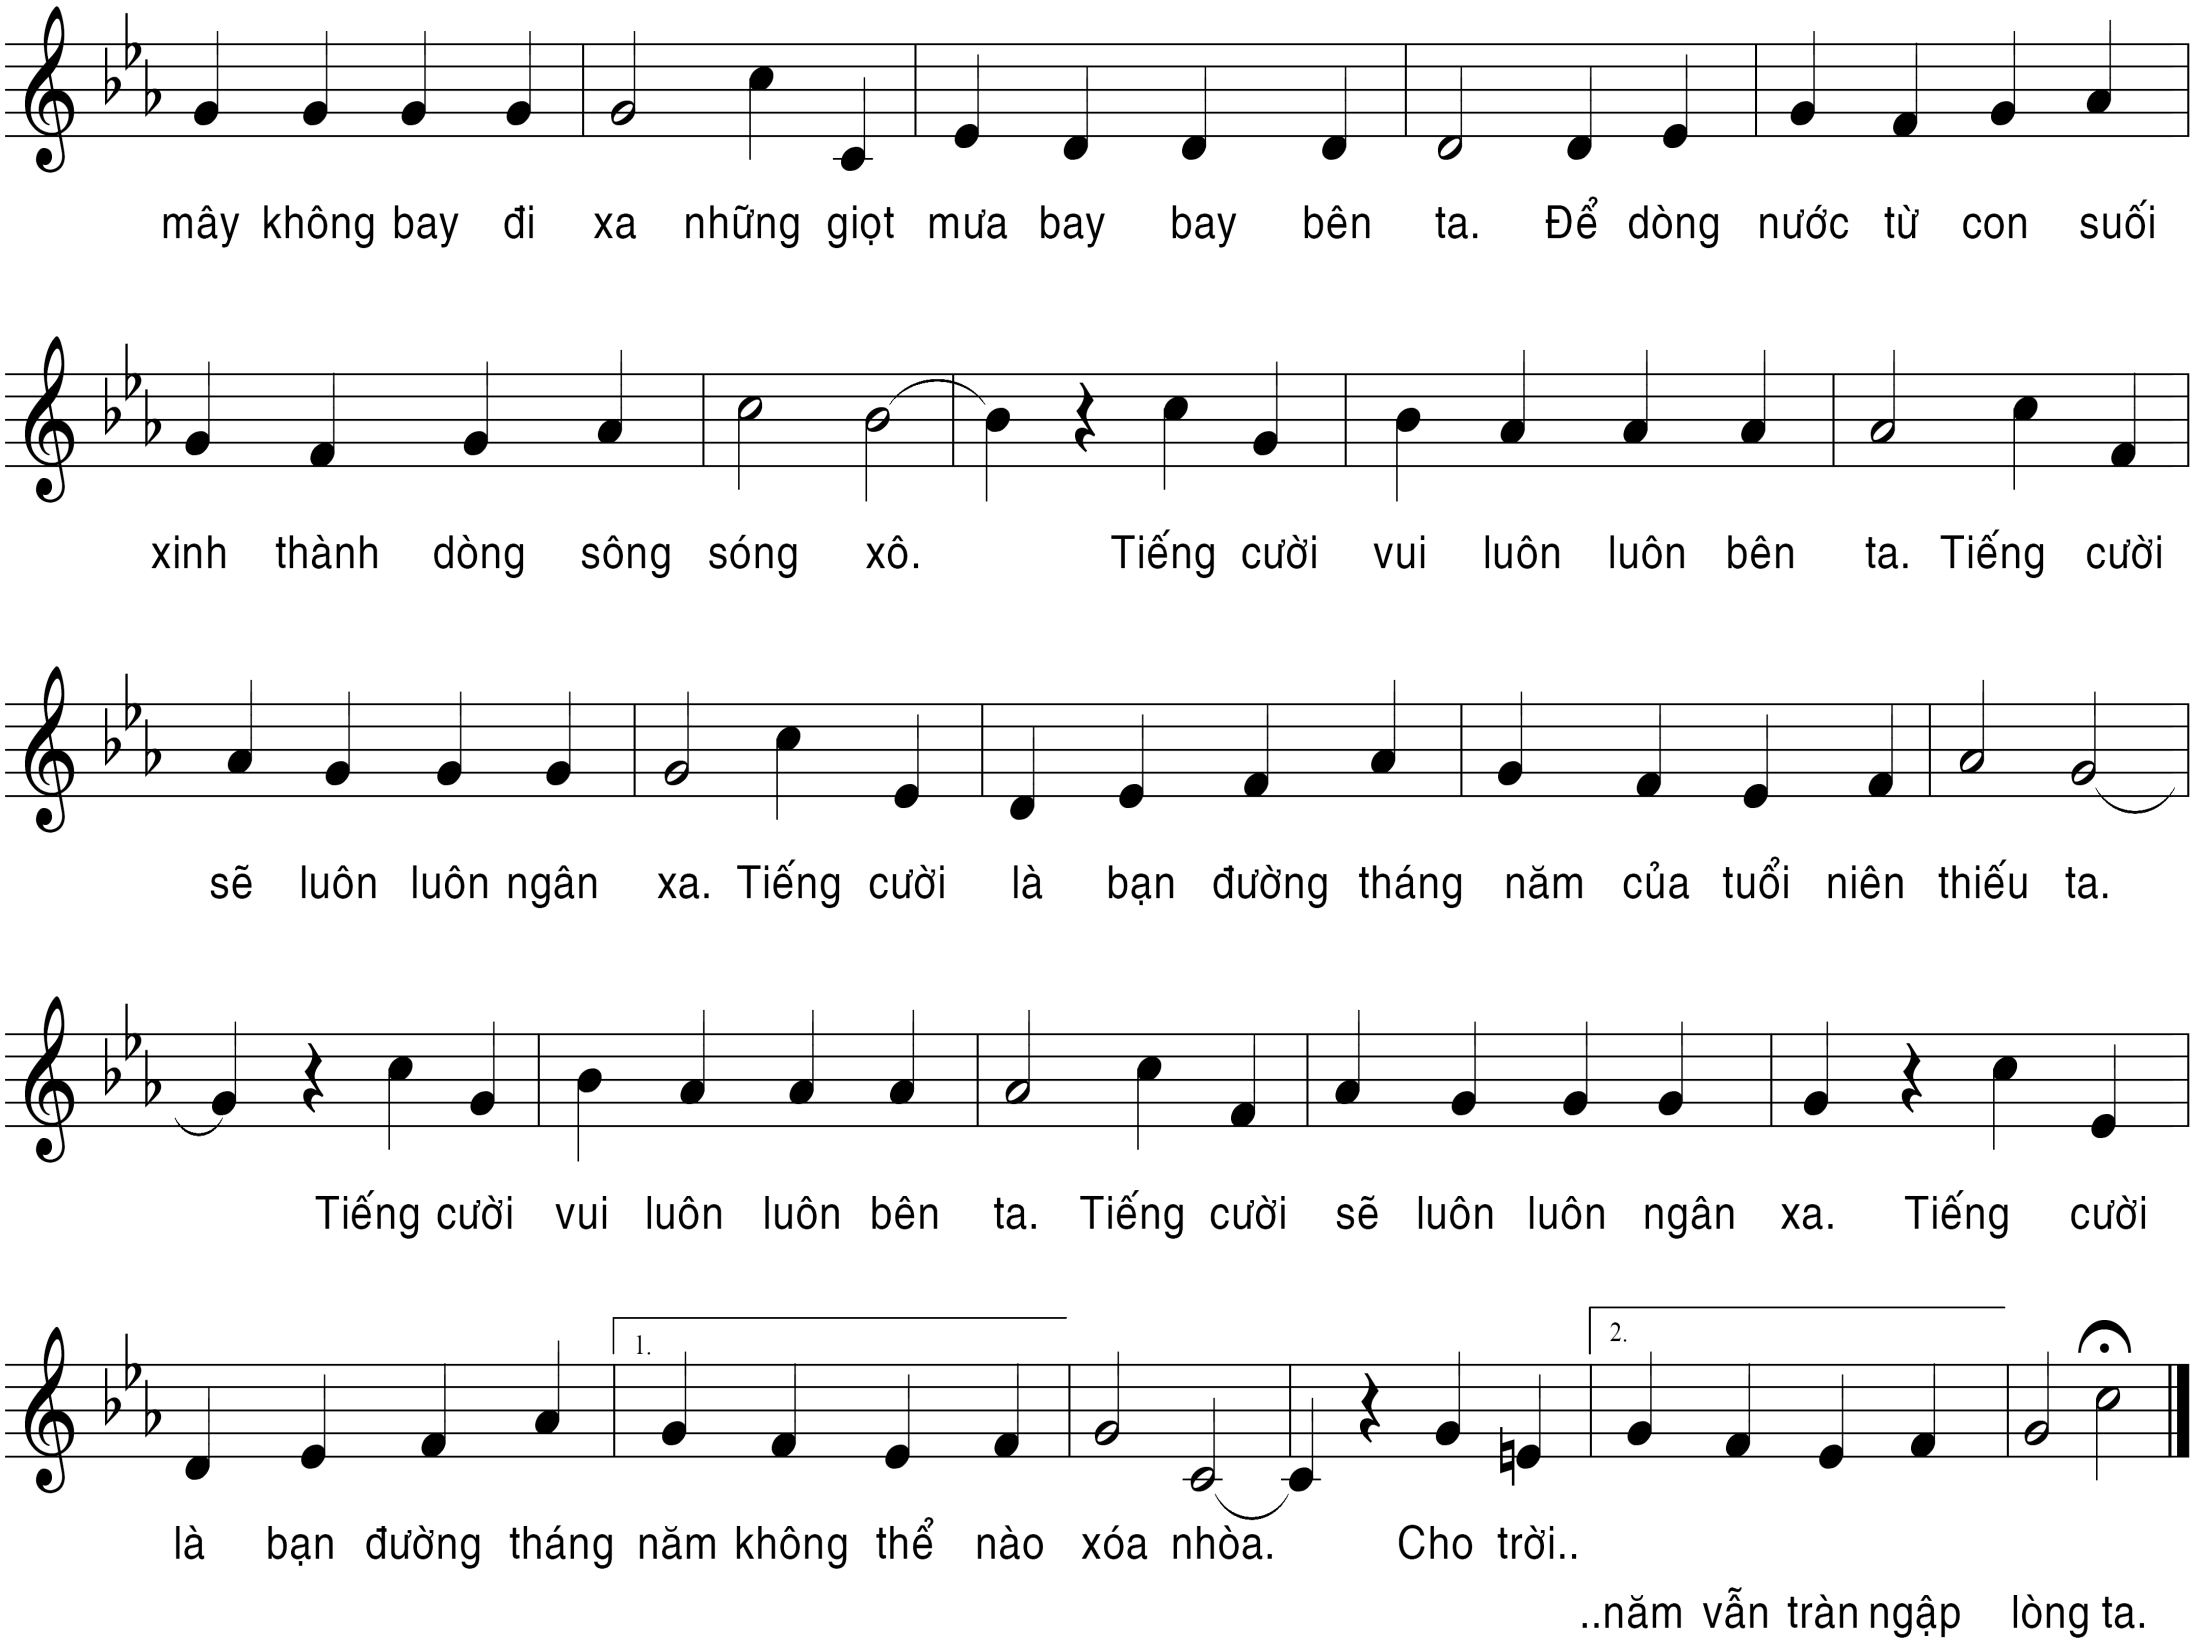 mây không bay đi xa những giọt mưa bay bay bên ta. Để dòng nước từ con suối
xinh thành dòng sông sóng xô. Tiếng cười vui luôn luôn bên ta. Tiếng cười
sẽ luôn luôn ngân xa. Tiếng cười là bạn đường tháng năm của tuổi niên thiếu ta.
Tiếng cười vui luôn luôn bên ta. Tiếng cười sẽ luôn luôn ngân xa. Tiếng cười
1. 2.
là bạn đường tháng năm không thể nào xóa nhòa. Cho trời..
..năm vẫn tràn ngập lòng ta.